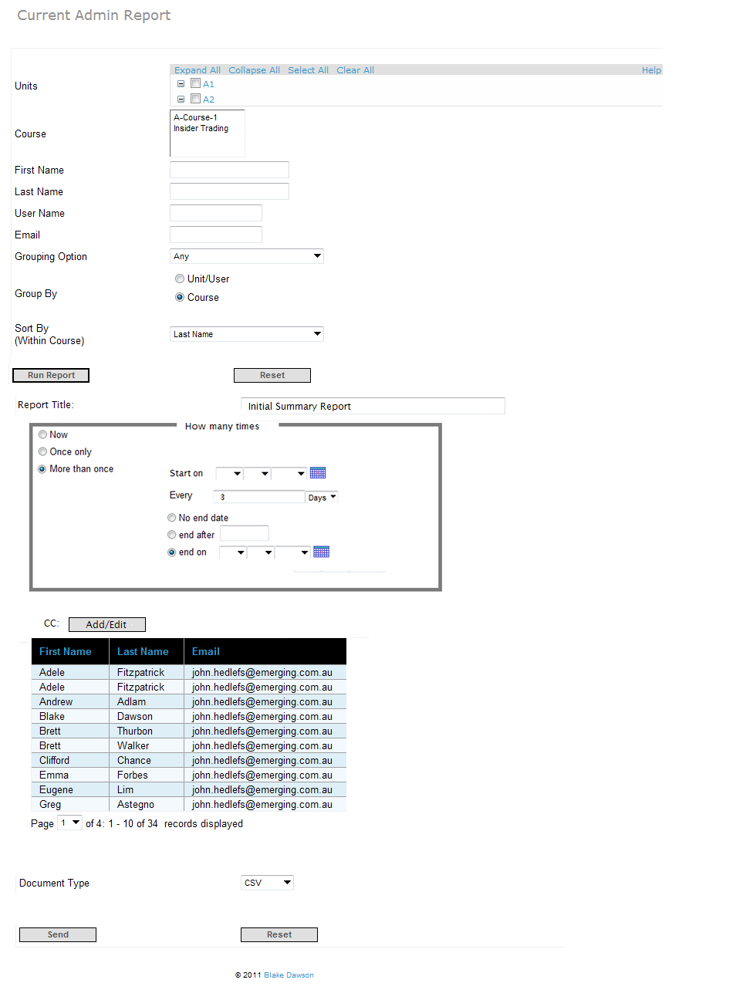 Current Admin Report
Expand All Collapse All Select All Clear All Help
Units
A1
A2
Course
A-Course-1
Insider Trading
First Name
Last Name
User Name
Email
Grouping Option Any
Group By
Unit/User
Course
Sort By
(Within Course)
Last Name
Run Report Reset
Report Title: Initial Summary Report
How many times
Now
Once only
More than once
Start on
Every 3 Days
No end date
end after
end on
CC: Add/Edit
First Name Last Name Email
Adele Fitzpatrick john.hedlefs@emerging.com.au
Adele Fitzpatrick john.hedlefs@emerging.com.au
Andrew Adlam john.hedlefs@emerging.com.au
Blake Dawson john.hedlefs@emerging.com.au
Brett Thurbon john.hedlefs@emerging.com.au
Brett Walker john.hedlefs@emerging.com.au
Clifford Chance john.hedlefs@emerging.com.au
Emma Forbes john.hedlefs@emerging.com.au
Eugene Lim john.hedlefs@emerging.com.au
Greg Astegno john.hedlefs@emerging.com.au
Page 1 of 4: 1 - 10 of 34 records displayed
Document Type CSV
Send Reset
© 2011 Blake Dawson